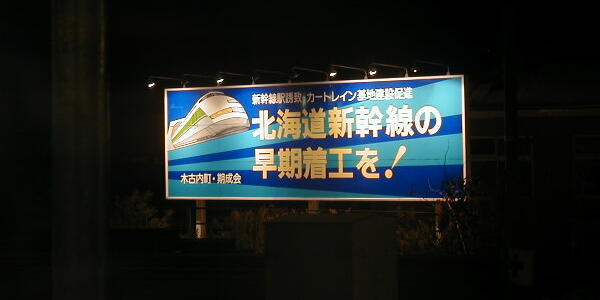 新幹線駅誘致・カートレイン基地建設促進
北海道新幹線の
早期着工を!
木古内町・期成会